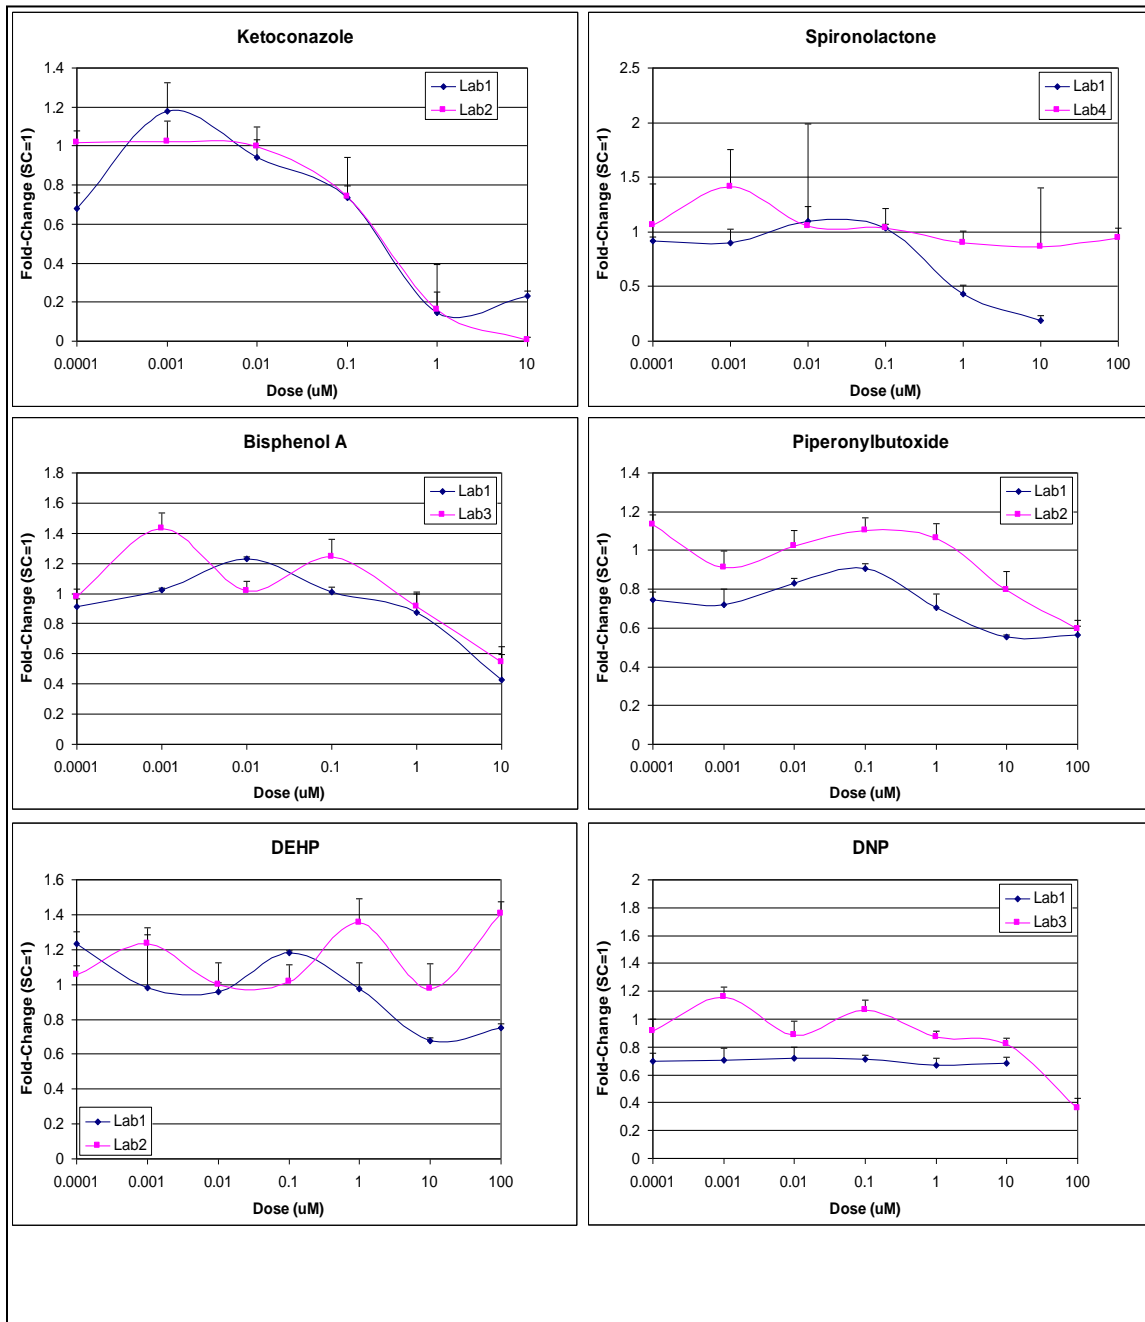 Ketoconazole
Fold-Change (SC=1)
1.4
1.2
1
0.8
0.6
0.4
0.2
0
0.0001 0.001 0.01 0.1 1 10
Dose (uM)
Lab1
Lab2
Spironolactone
Fold-Change (SC=1)
2.5
2
1.5
1
0.5
0
0.0001 0.001 0.01 0.1 1 10 100
Dose (uM)
Lab1
Lab4
Bisphenol A
Fold-Change (SC=1)
1.8
1.6
1.4
1.2
1
0.8
0.6
0.4
0.2
0
0.0001 0.001 0.01 0.1 1 10
Dose (uM)
Lab1
Lab3
Piperonylbutoxide
Fold-Change (SC=1)
1.4
1.2
1
0.8
0.6
0.4
0.2
0
0.0001 0.001 0.01 0.1 1 10 100
Dose (uM)
Lab1
Lab2
DEHP
Fold-Change (SC=1)
1.6
1.4
1.2
1
0.8
0.6
0.4
0.2
0
0.0001 0.001 0.01 0.1 1 10 100
Dose (uM)
Lab1
Lab2
DNP
Fold-Change (SC=1)
2
1.8
1.6
1.4
1.2
1
0.8
0.6
0.4
0.2
0
0.0001 0.001 0.01 0.1 1 10 100
Dose (uM)
Lab1
Lab3